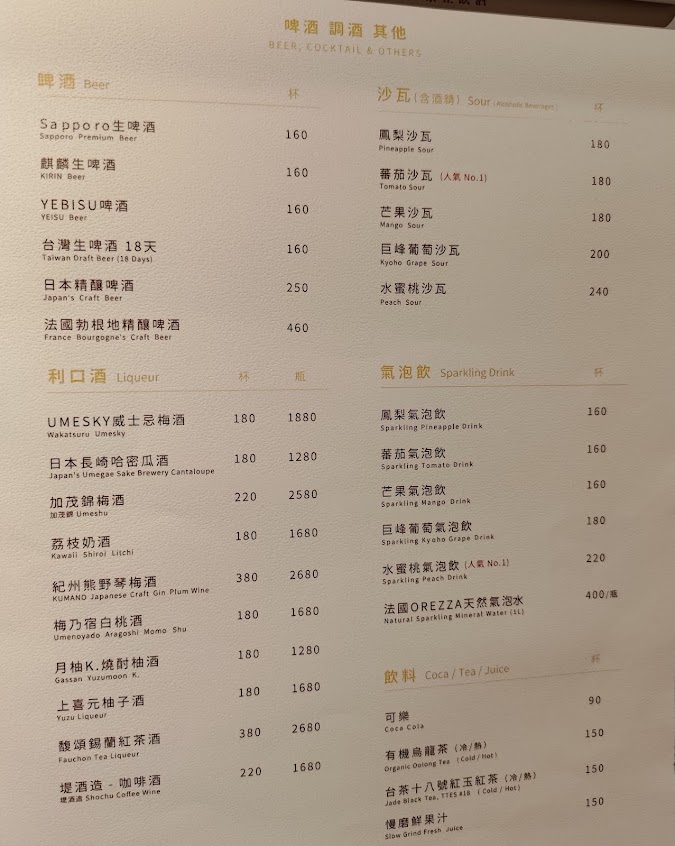 啤酒 調酒 其他
BEER, COCKTAIL & OTHERS
啤酒 Beer 杯
Sapporo生啤酒 160
Sapporo Premium Beer
麒麟生啤酒 160
KIRIN Beer
YEBISU啤酒 160
YEISU Beer
台灣生啤酒 18天 160
Taiwan Draft Beer (18 Days)
日本精釀啤酒 250
Japan's Craft Beer
法國勃根地精釀啤酒 460
France Bourgogne's Craft Beer
利口酒 Liqueur 杯 瓶
UMESKY威士忌梅酒 180 1880
Wakatsuru Umesky
日本長崎哈密瓜酒 180 1280
Japan's Umegae Sake Brewery Cantaloupe
加茂錦梅酒 220 2580
加茂錦 Umeshu
荔枝奶酒 180 1680
Kawaii Shiroi Litchi
紀州熊野琴梅酒 380 2680
KUMANO Japanese Craft Gin Plum Wine
梅乃宿白桃酒 180 1680
Umenoyado Aragoshi Momo Shu
月柚K.燒酎柚酒 180 1280
Gassan Yuzumoon K.
上喜元柚子酒 180 1680
Yuzu Liqueur
馥頌錫蘭紅茶酒 380 2680
Fauchon Tea Liqueur
堤酒造 - 咖啡酒 220 1680
堤酒造 Shochu Coffee Wine
沙瓦(含酒精) Sour (Alcoholic Beverages) 杯
鳳梨沙瓦 180
Pineapple Sour
蕃茄沙瓦 (人氣 No.1) 180
Tomato Sour
芒果沙瓦 180
Mango Sour
巨峰葡萄沙瓦 200
Kyoho Grape Sour
水蜜桃沙瓦 240
Peach Sour
氣泡飲 Sparkling Drink 杯
鳳梨氣泡飲 160
Sparkling Pineapple Drink
蕃茄氣泡飲 160
Sparkling Tomato Drink
芒果氣泡飲 160
Sparkling Mango Drink
巨峰葡萄氣泡飲 180
Sparkling Kyoho Grape Drink
水蜜桃氣泡飲 (人氣 No.1) 220
Sparkling Peach Drink
法國OREZZA天然氣泡水 400/瓶
Natural Sparkling Mineral Water (1L)
飲料 Coca / Tea / Juice 杯
可樂 90
Coca Cola
有機烏龍茶 (冷/熱) 150
Organic Oolong Tea (Cold / Hot)
台茶十八號紅玉紅茶 (冷/熱) 150
Jade Black Tea, TTES #18 (Cold / Hot)
慢磨鮮果汁 150
Slow Grind Fresh Juice